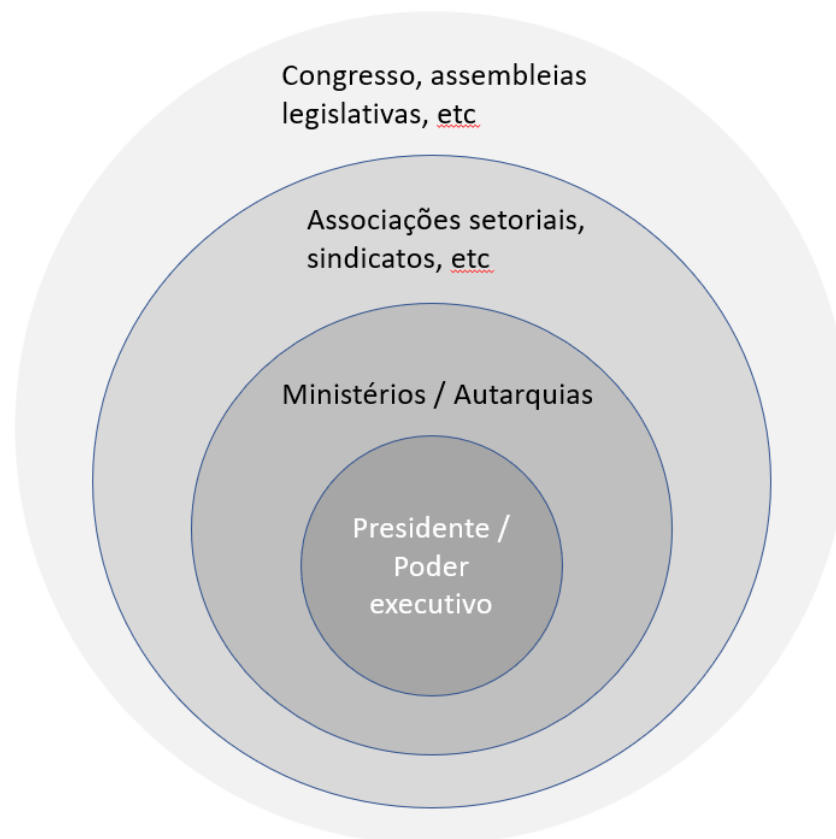 Congresso, assembleias
legislativas, etc
Associações setoriais,
sindicatos, etc
Ministérios / Autarquias
Presidente /
Poder
executivo